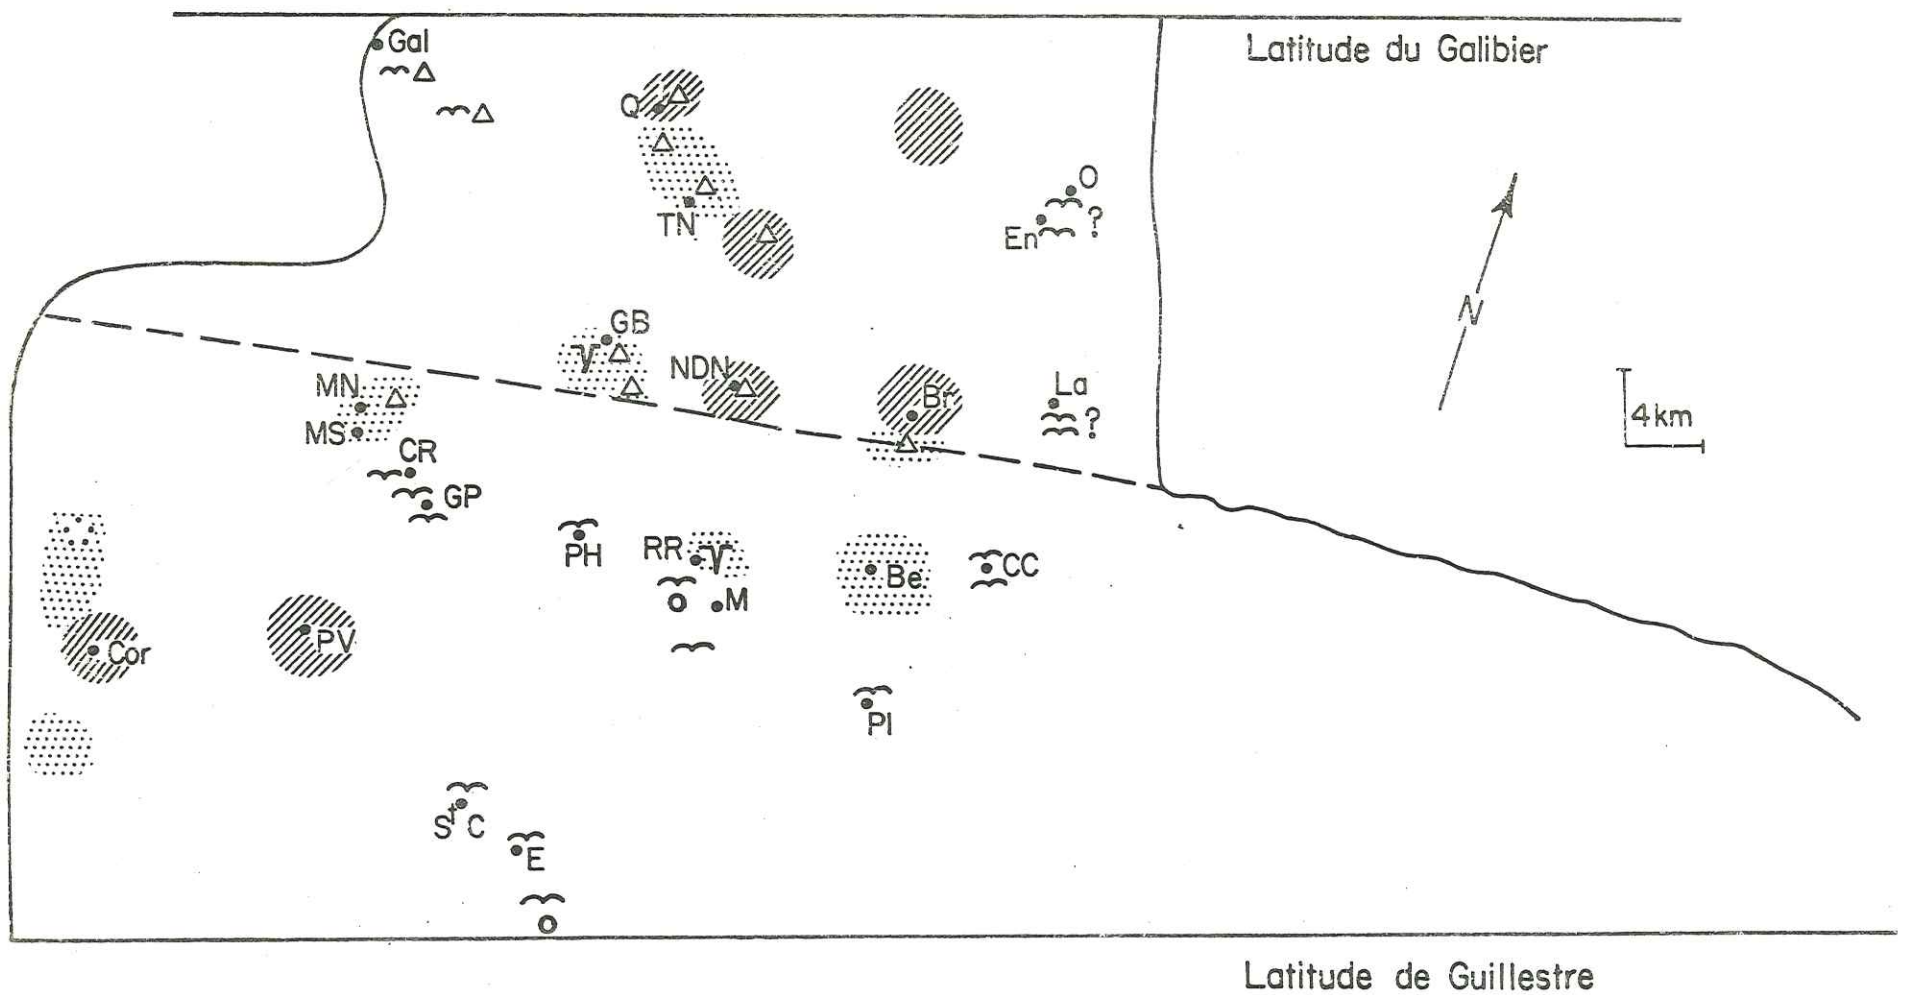 Gal
Latitude du Galibier
Q
O
TN
En ?
N
GB
MN
NDN
Br
La
?
4km
MS
CR
GP
PH
RR
Be
CC
M
Cor
PV
PI
St C
E
Latitude de Guillestre